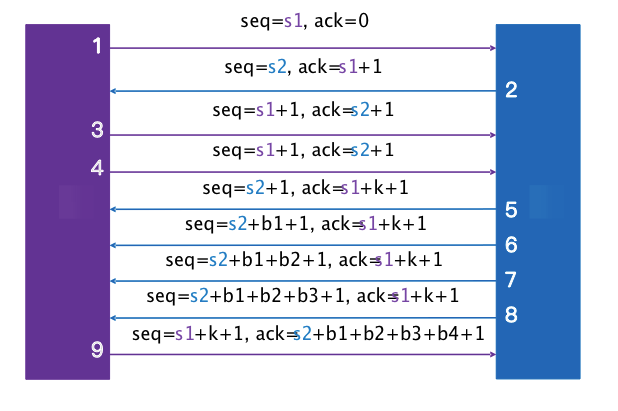 seq=s1, ack=0
1
seq=s2, ack=s1+1
2
seq=s1+1, ack=s2+1
3
seq=s1+1, ack=s2+1
4
seq=s2+1, ack=s1+k+1
5
seq=s2+b1+1, ack=s1+k+1
6
seq=s2+b1+b2+1, ack=s1+k+1
7
seq=s2+b1+b2+b3+1, ack=s1+k+1
8
seq=s1+k+1, ack=s2+b1+b2+b3+b4+1
9